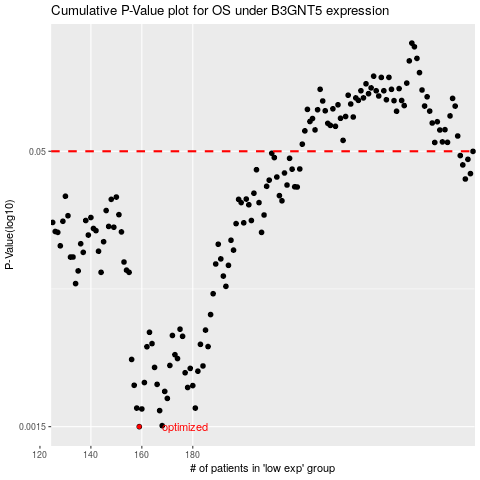 Cumulative P-Value plot for OS under B3GNT5 expression
P-Value(log10)
0.05
0.0015
optimized
120 140 160 180
# of patients in 'low exp' group